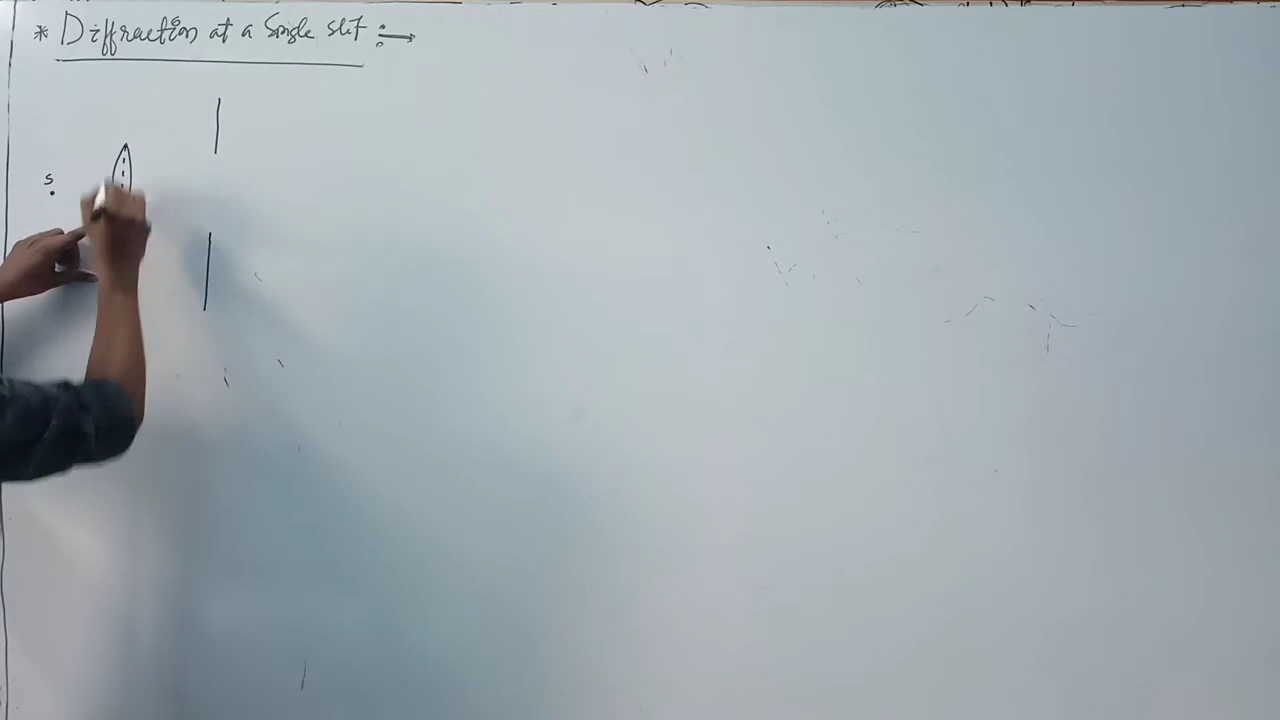 * Diffraction at a Single slit :→
S